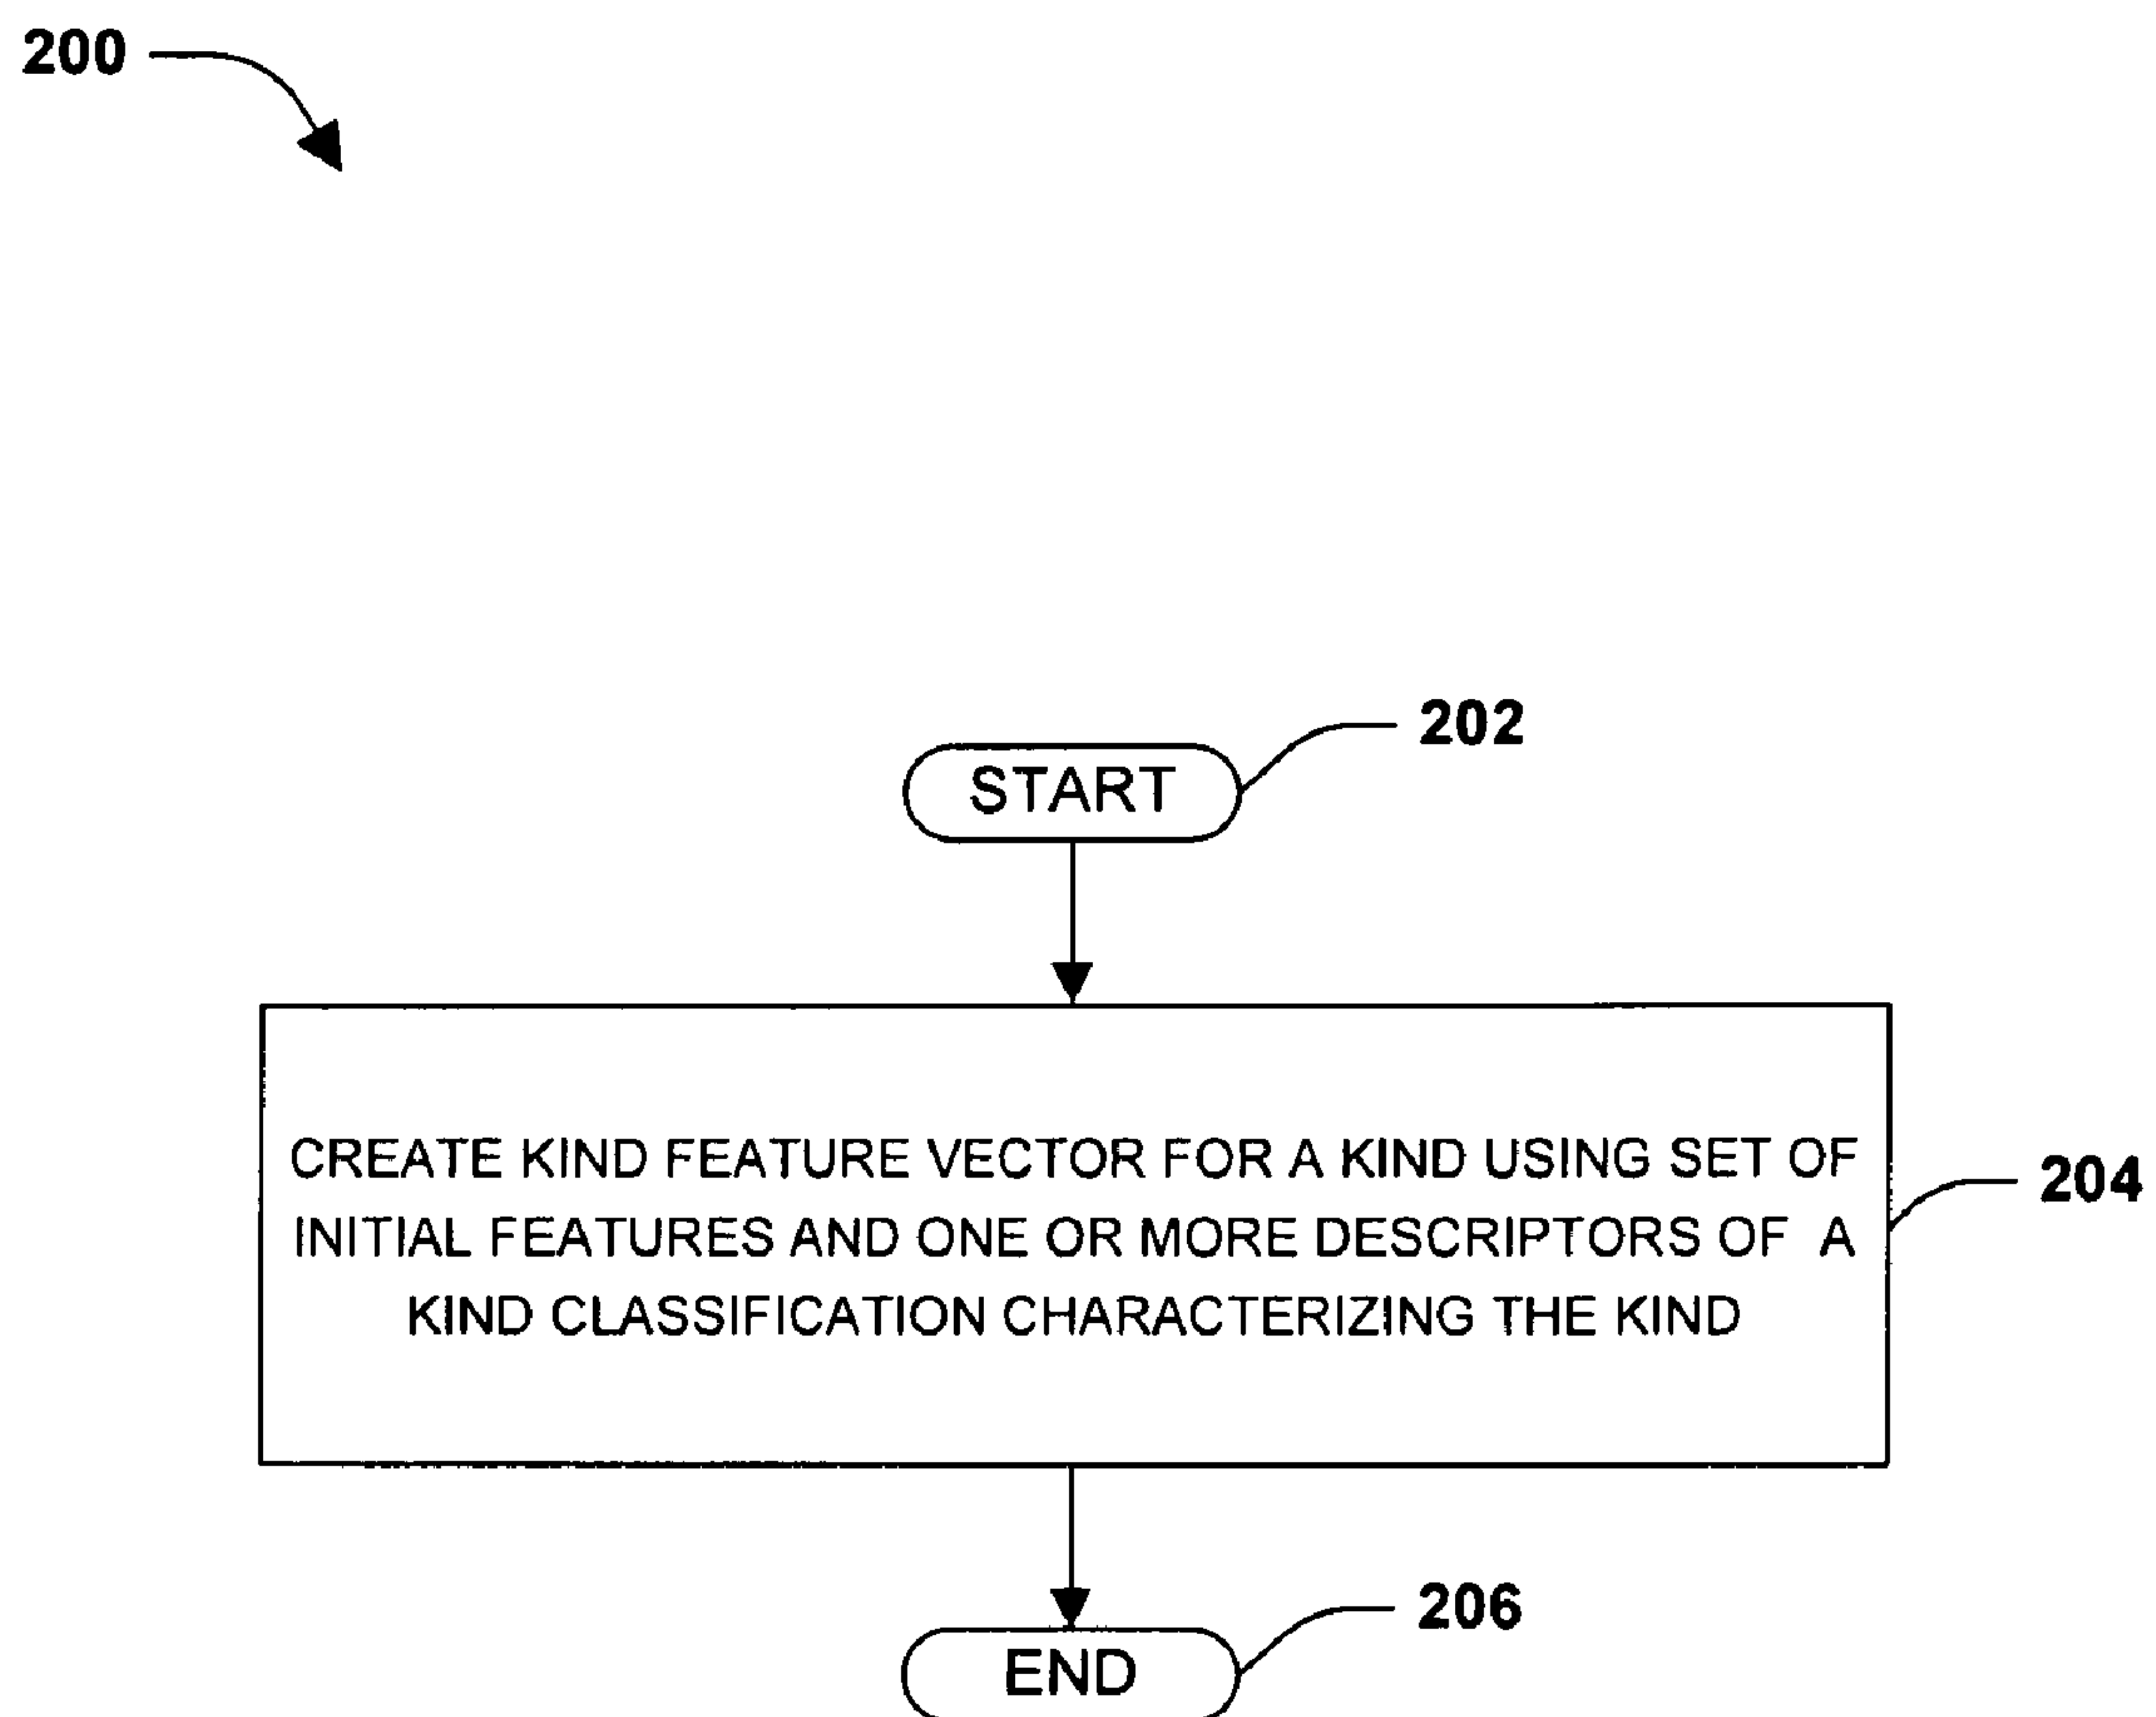 200
202
START
CREATE KIND FEATURE VECTOR FOR A KIND USING SET OF
INITIAL FEATURES AND ONE OR MORE DESCRIPTORS OF A
KIND CLASSIFICATION CHARACTERIZING THE KIND
204
206
END